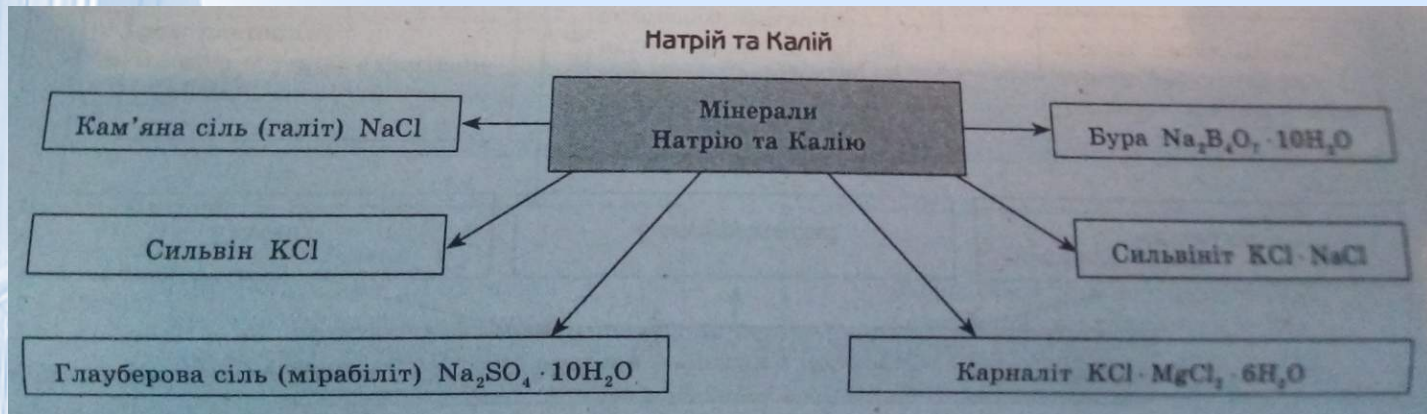 Натрій та Калій
Мінерали
Натрію та Калію
Кам’яна сіль (галіт) NaCl
Бура Na₂B₄O₇ · 10H₂O
Сильвін KCl
Сильвініт KCl · NaCl
Глауберова сіль (мірабіліт) Na₂SO₄ · 10H₂O
Карналіт KCl · MgCl₂ · 6H₂O